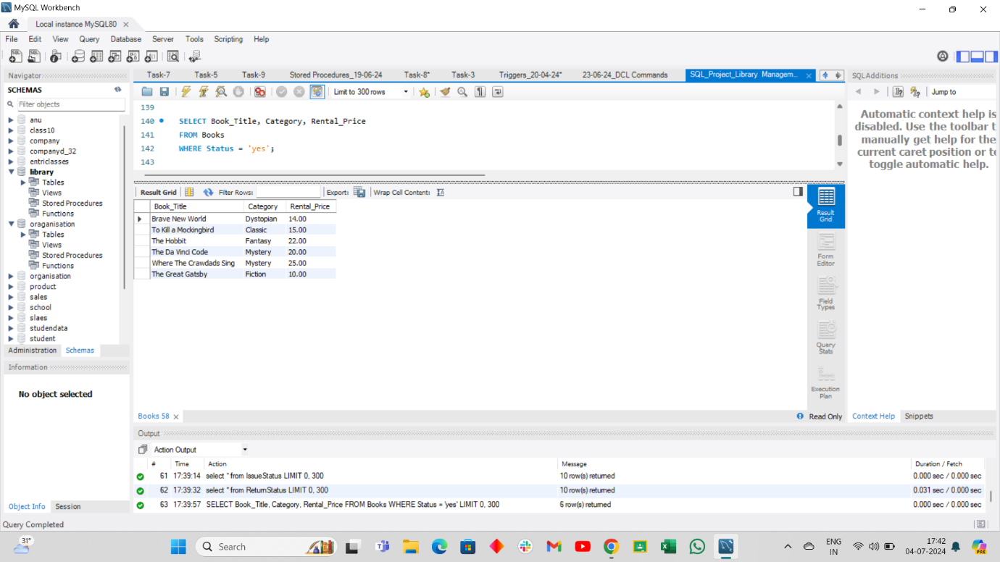 MySQL Workbench
Local instance MySQL80
File Edit View Query Database Server Tools Scripting Help
Navigator
SCHEMAS
Filter objects
anu
class10
company
companyd_32
entriclasses
library
Tables
Views
Stored Procedures
Functions
oraganisation
Tables
Views
Stored Procedures
Functions
organisation
product
sales
school
slaes
studendata
student
Administration Schemas
Information
No object selected
Object Info Session
Query Completed
Task-7 Task-5 Task-9 Stored Procedures_19-06-24 Task-8* Task-3 Triggers_20-04-24* 23-06-24_DCL Commands SQL_Project_Library Managem...
Limit to 300 rows
139
140 SELECT Book_Title, Category, Rental_Price
141 FROM Books
142 WHERE Status = 'yes';
143
Result Grid Filter Rows: Export: Wrap Cell Content:
Book_Title Category Rental_Price
Brave New World Dystopian 14.00
To Kill a Mockingbird Classic 15.00
The Hobbit Fantasy 22.00
The Da Vinci Code Mystery 20.00
Where The Crawdads Sing Mystery 25.00
The Great Gatsby Fiction 10.00
Result Grid
Form Editor
Field Types
Query Stats
Execution Plan
Books 58
Read Only
Output
Action Output
# Time Action Message Duration / Fetch
61 17:39:14 select * from IssueStatus LIMIT 0, 300 10 row(s) returned 0.000 sec / 0.000 sec
62 17:39:32 select * from ReturnStatus LIMIT 0, 300 10 row(s) returned 0.031 sec / 0.000 sec
63 17:39:57 SELECT Book_Title, Category, Rental_Price FROM Books WHERE Status = 'yes' LIMIT 0, 300 6 row(s) returned 0.000 sec / 0.000 sec
SQLAdditions
Jump to
Automatic context help is
disabled. Use the toolbar t
manually get help for the
current caret position or to
toggle automatic help.
Context Help Snippets
31°
Search
ENG
IN
17:42
04-07-2024
PRE